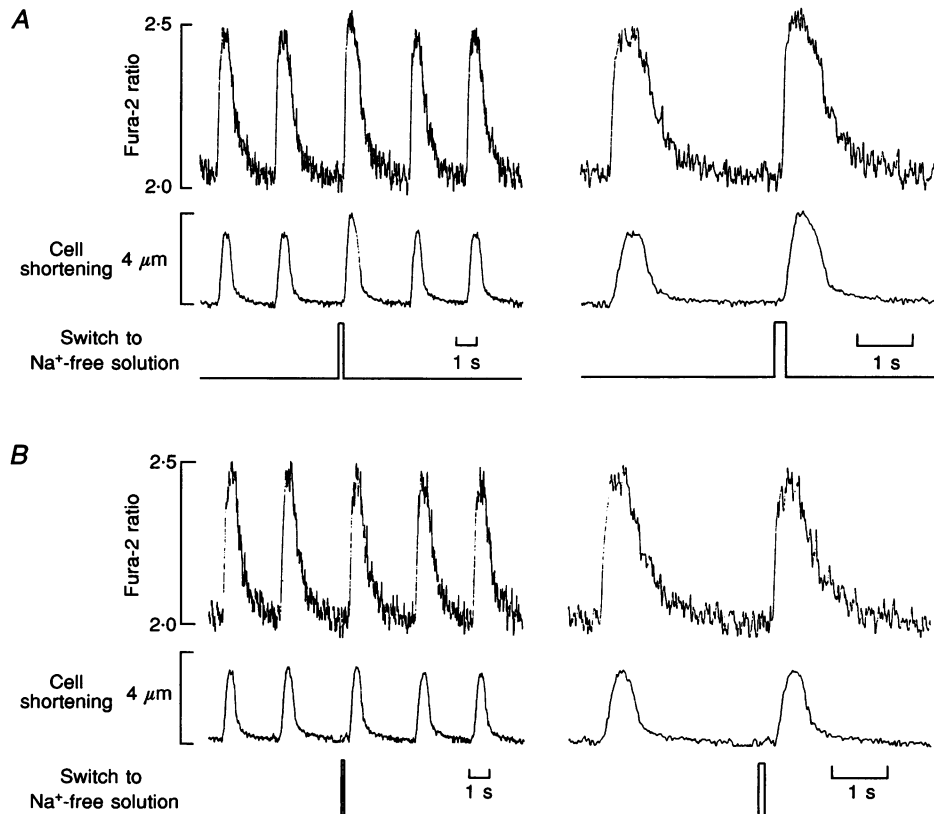 A
2·5
Fura-2 ratio
2·0
Cell
shortening
4 μm
Switch to
Na⁺-free solution
1 s
1 s
B
2·5
Fura-2 ratio
2·0
Cell
shortening
4 μm
Switch to
Na⁺-free solution
1 s
1 s